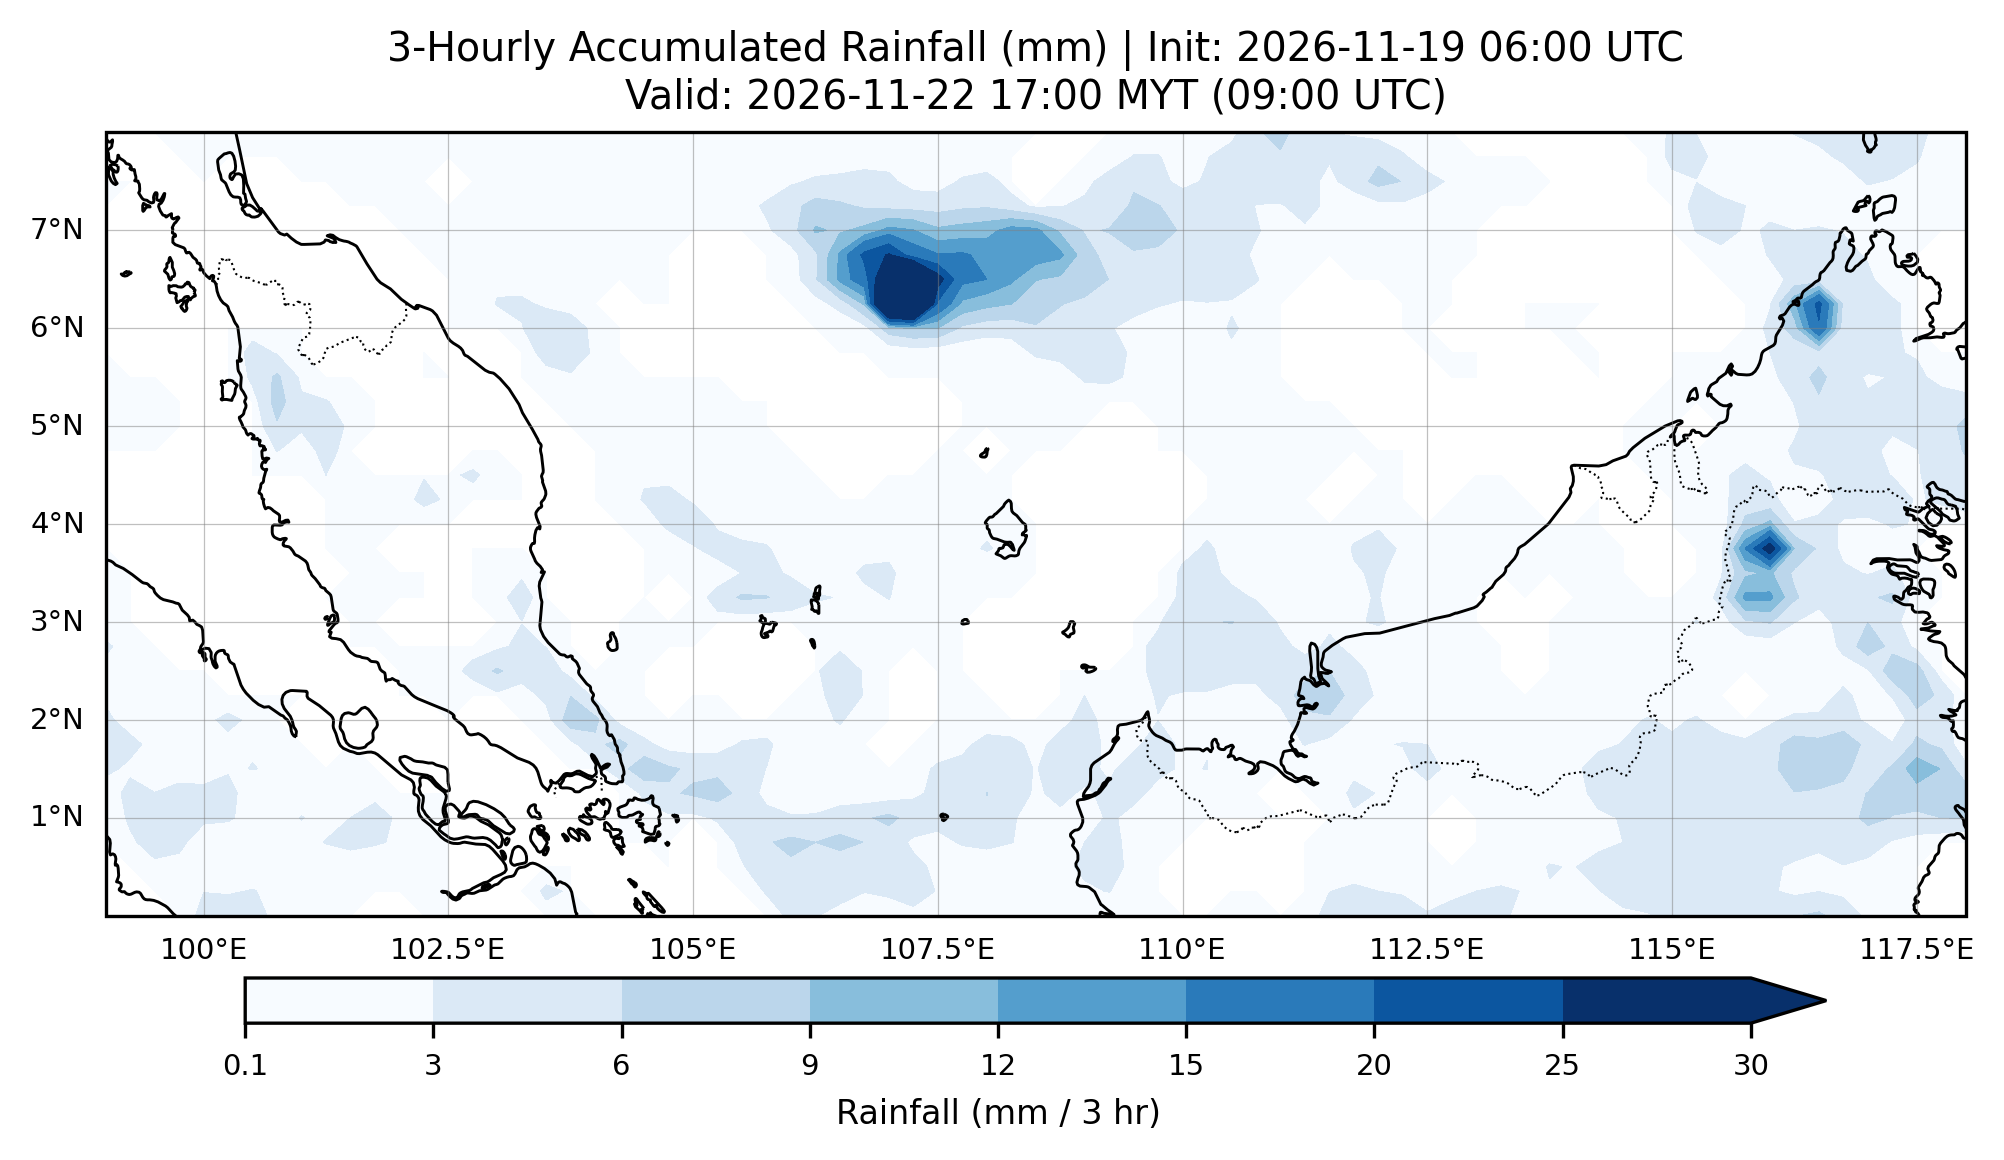 3-Hourly Accumulated Rainfall (mm) | Init: 2026-11-19 06:00 UTC
Valid: 2026-11-22 17:00 MYT (09:00 UTC)
7°N
6°N
5°N
4°N
3°N
2°N
1°N
100°E 102.5°E 105°E 107.5°E 110°E 112.5°E 115°E 117.5°E
0.1 3 6 9 12 15 20 25 30
Rainfall (mm / 3 hr)